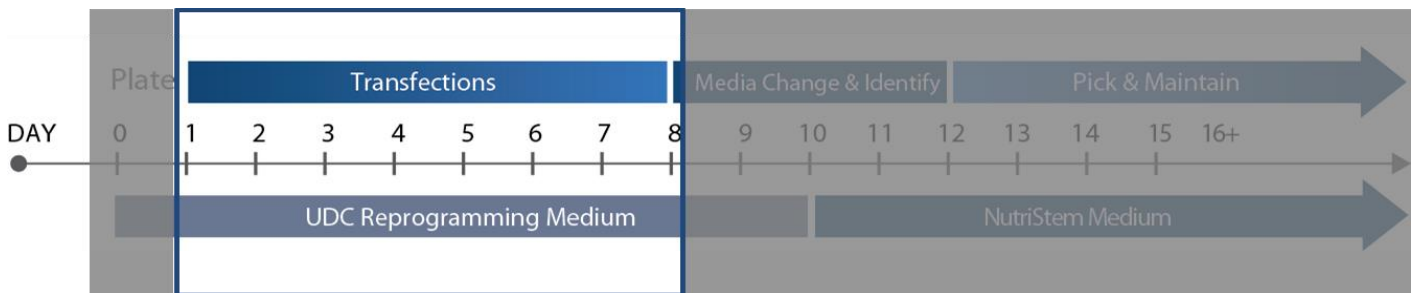 Transfections
Media Change & Identify
Pick & Maintain
Plate
DAY
0
1
2
3
4
5
6
7
8
9
10
11
12
13
14
15
16+
UDC Reprogramming Medium
NutriStem Medium